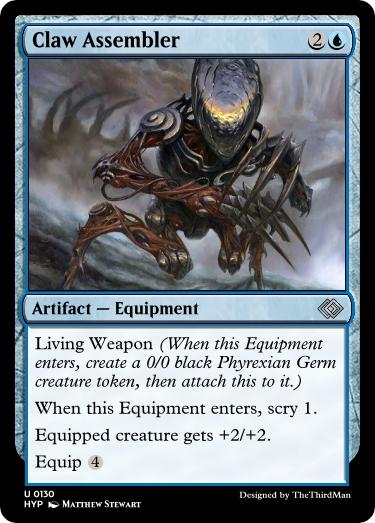 Claw Assembler 2
Artifact — Equipment
Living Weapon (When this Equipment
enters, create a 0/0 black Phyrexian Germ
creature token, then attach this to it.)
When this Equipment enters, scry 1.
Equipped creature gets +2/+2.
Equip 4
U 0130
HYP Matthew Stewart
Designed by TheThirdMan